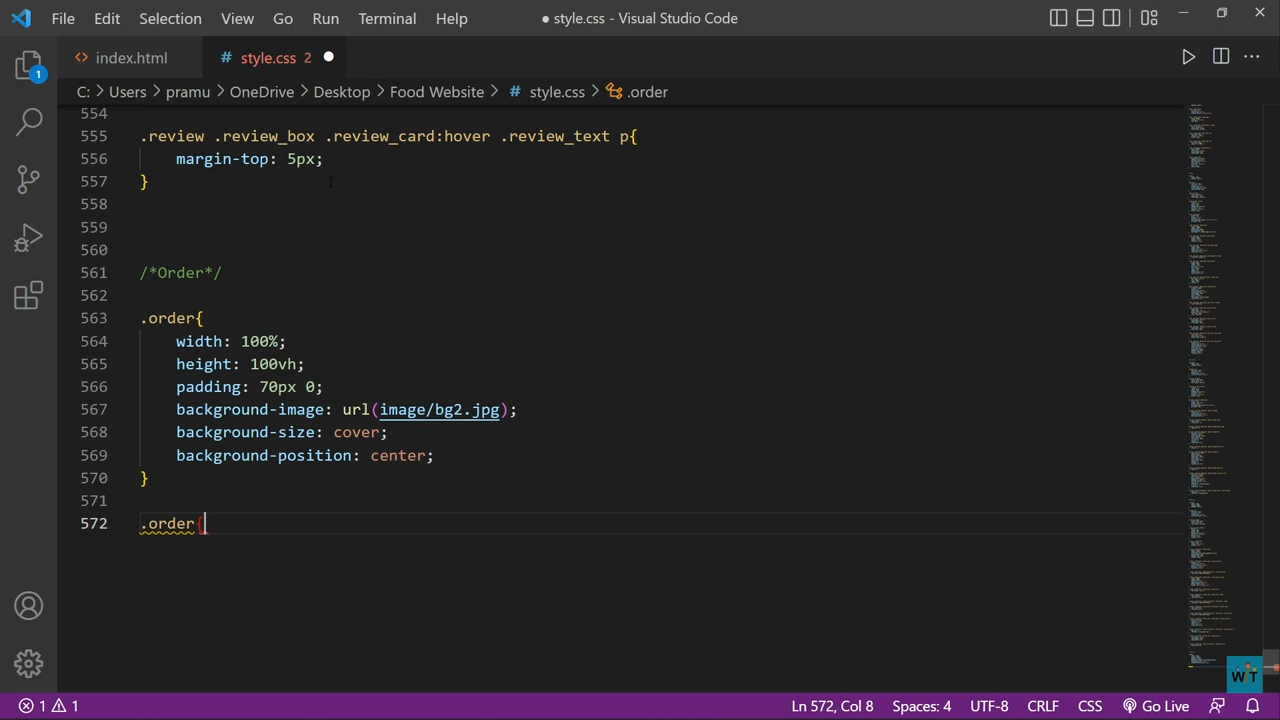 File Edit Selection View Go Run Terminal Help ● style.css - Visual Studio Code
index.html # style.css 2
C: > Users > pramu > OneDrive > Desktop > Food Website > # style.css > .order
554
555 .review .review_box .review_card:hover .review_text p{
556 margin-top: 5px;
557 }
558
559
560
561 /*Order*/
562
563 .order{
564 width: 100%;
565 height: 100vh;
566 padding: 70px 0;
567 background-image: url(image/bg2.jpg);
568 background-size: cover;
569 background-position: center;
570 }
571
572 .order{
1
WT
1 1 Ln 572, Col 8 Spaces: 4 UTF-8 CRLF CSS Go Live